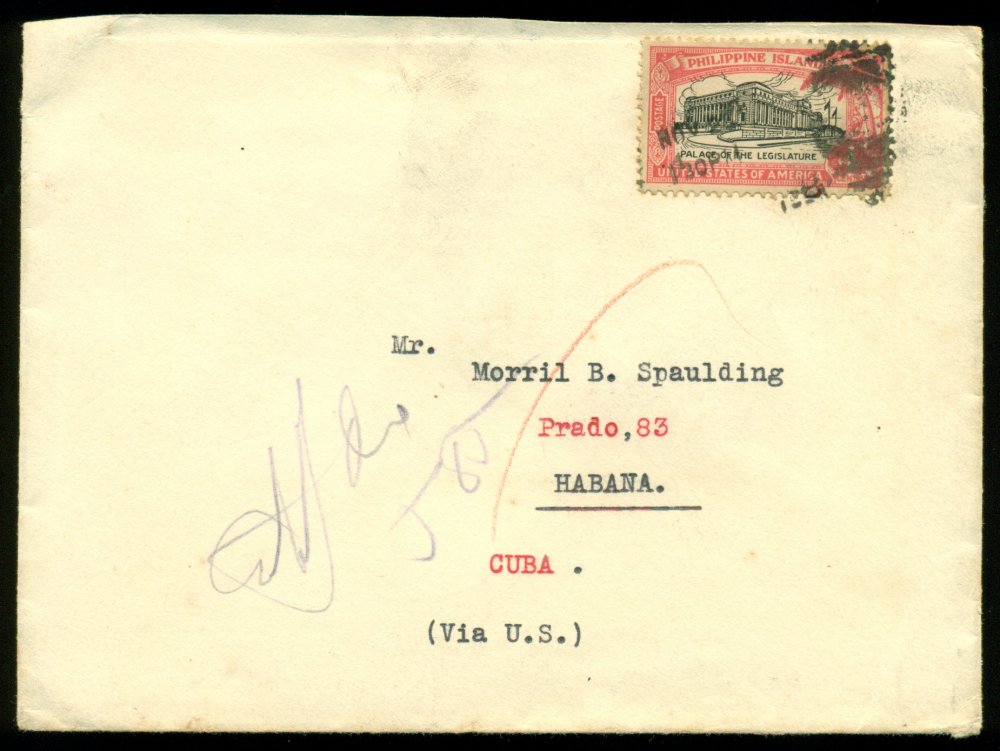 PHILIPPINE ISLANDS
POSTAGE
PALACE OF THE LEGISLATURE
UNITED STATES OF AMERICA
NOV
Mr.
Morril B. Spaulding
Prado,83
HABANA.
CUBA .
(Via U.S.)